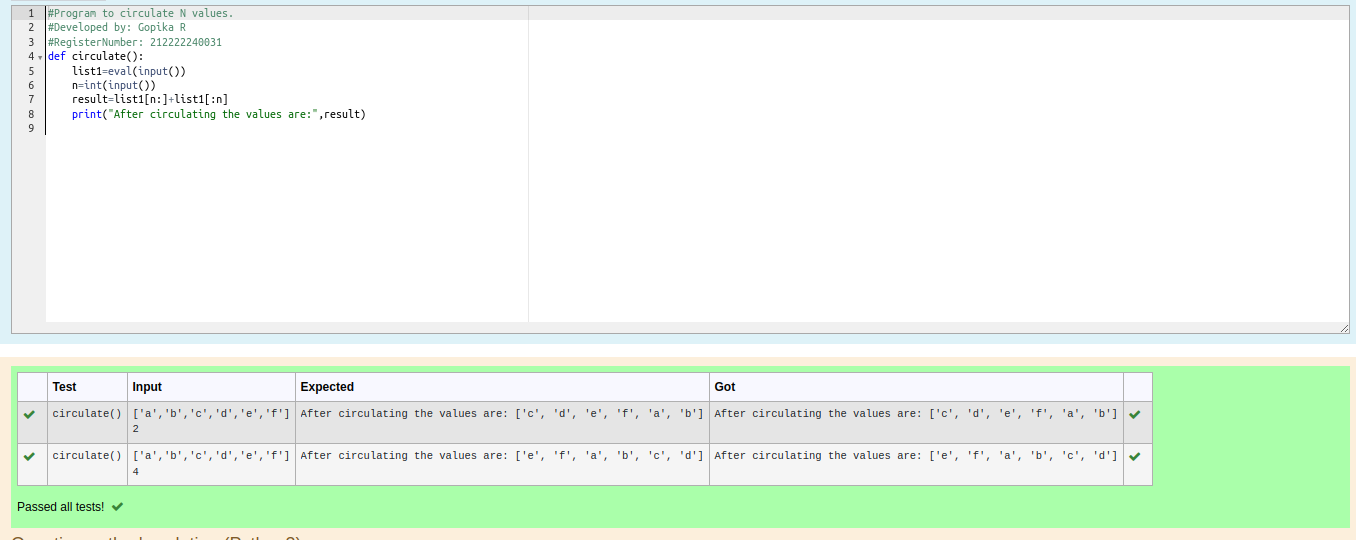 1 #Program to circulate N values.
2 #Developed by: Gopika R
3 #RegisterNumber: 212222240031
4 def circulate():
5 list1=eval(input())
6 n=int(input())
7 result=list1[n:]+list1[:n]
8 print("After circulating the values are:",result)
9
Test Input Expected Got
circulate() ['a','b','c','d','e','f'] After circulating the values are: ['c', 'd', 'e', 'f', 'a', 'b'] After circulating the values are: ['c', 'd', 'e', 'f', 'a', 'b']
2
circulate() ['a','b','c','d','e','f'] After circulating the values are: ['e', 'f', 'a', 'b', 'c', 'd'] After circulating the values are: ['e', 'f', 'a', 'b', 'c', 'd']
4
Passed all tests!